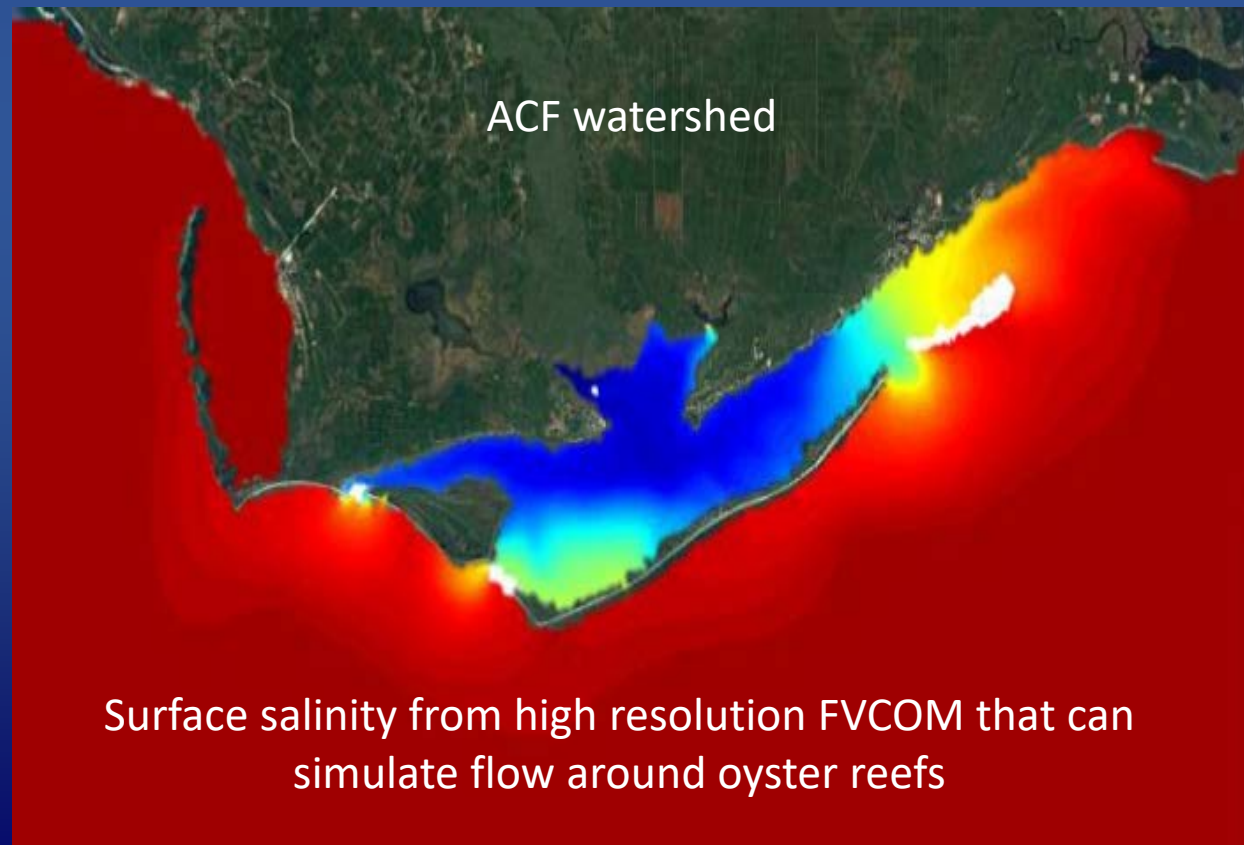 ACF watershed
Surface salinity from high resolution FVCOM that can
simulate flow around oyster reefs